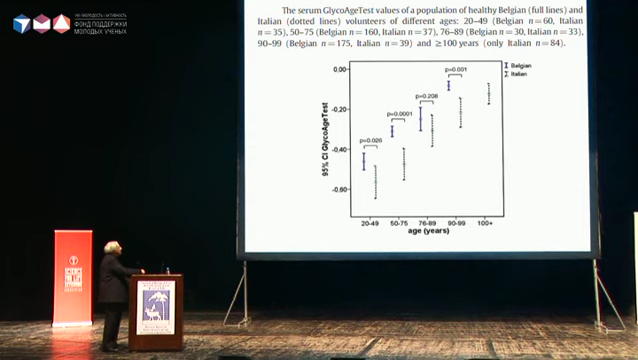 ФОНД ПОДДЕРЖКИ
МОЛОДЫХ УЧЕНЫХ
The serum GlycoAgeTest values of a population of healthy Belgian (full lines) and
Italian (dotted lines) volunteers of different ages: 20–49 (Belgian n=60, Italian
n=35), 50–75 (Belgian n=160, Italian n=37), 76–89 (Belgian n=30, Italian n=33),
90–99 (Belgian n=175, Italian n=39) and ≥100 years (only Italian n=84).
Belgian
Italian
95% CI GlycoAgeTest
0,00
-0,20
-0,40
-0,60
p=0.026
p=0.0001
p=0.208
p=0.001
20-49
50-75
76-89
90-99
100+
age (years)
SCIENCE
FOR LIFE